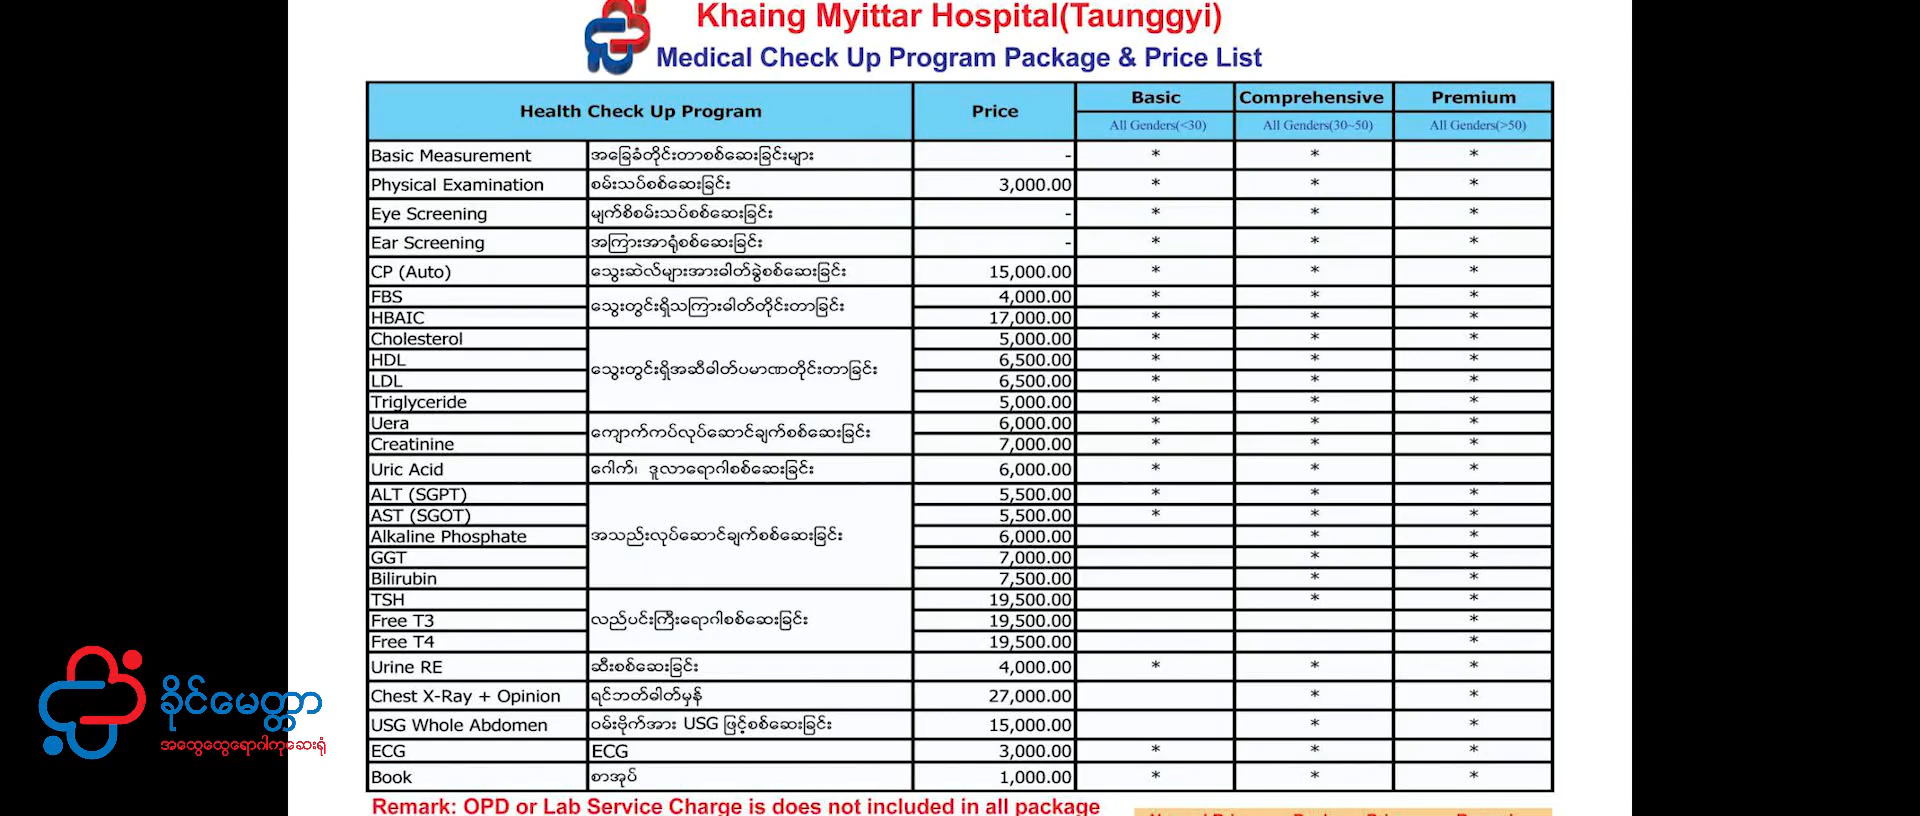 Khaing Myittar Hospital(Taunggyi)
Medical Check Up Program Package & Price List
Health Check Up Program Price Basic Comprehensive Premium
All Genders(<30) All Genders(30~50) All Genders(>50)
Basic Measurement အခြေခံတိုင်းတာစစ်ဆေးခြင်းများ - * * *
Physical Examination စမ်းသပ်စစ်ဆေးခြင်း 3,000.00 * * *
Eye Screening မျက်စိစမ်းသပ်စစ်ဆေးခြင်း - * * *
Ear Screening အကြားအာရုံစစ်ဆေးခြင်း - * * *
CP (Auto) သွေးဆဲလ်များအားဓါတ်ခွဲစစ်ဆေးခြင်း 15,000.00 * * *
FBS သွေးတွင်းရှိသကြားဓါတ်တိုင်းတာခြင်း 4,000.00 * * *
HBAIC 17,000.00 * * *
Cholesterol သွေးတွင်းရှိအဆီဓါတ်ပမာဏတိုင်းတာခြင်း 5,000.00 * * *
HDL 6,500.00 * * *
LDL 6,500.00 * * *
Triglyceride 5,000.00 * * *
Uera ကျောက်ကပ်လုပ်ဆောင်ချက်စစ်ဆေးခြင်း 6,000.00 * * *
Creatinine 7,000.00 * * *
Uric Acid ဂေါက်၊ ဒူလာရောဂါစစ်ဆေးခြင်း 6,000.00 * * *
ALT (SGPT) အသည်းလုပ်ဆောင်ချက်စစ်ဆေးခြင်း 5,500.00 * * *
AST (SGOT) 5,500.00 * * *
Alkaline Phosphate 6,000.00 * *
GGT 7,000.00 * *
Bilirubin 7,500.00 * *
TSH လည်ပင်းကြီးရောဂါစစ်ဆေးခြင်း 19,500.00 * *
Free T3 19,500.00 *
Free T4 19,500.00 *
Urine RE ဆီးစစ်ဆေးခြင်း 4,000.00 * * *
Chest X-Ray + Opinion ရင်ဘတ်ဓါတ်မှန် 27,000.00 * *
USG Whole Abdomen ဝမ်းဗိုက်အား USG ဖြင့်စစ်ဆေးခြင်း 15,000.00 * *
ECG ECG 3,000.00 * * *
Book စာအုပ် 1,000.00 * * *
Remark: OPD or Lab Service Charge is does not included in all package
ခိုင်မေတ္တာ
အထွေထွေရောဂါကုဆေးရုံ